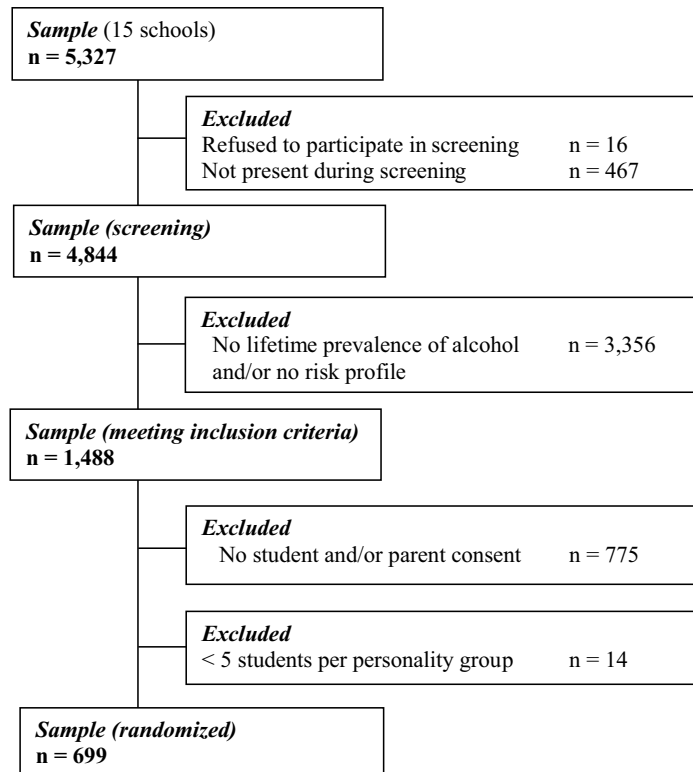 Sample (15 schools)
n = 5,327
Excluded
Refused to participate in screening n = 16
Not present during screening n = 467
Sample (screening)
n = 4,844
Excluded
No lifetime prevalence of alcohol n = 3,356
and/or no risk profile
Sample (meeting inclusion criteria)
n = 1,488
Excluded
No student and/or parent consent n = 775
Excluded
< 5 students per personality group n = 14
Sample (randomized)
n = 699